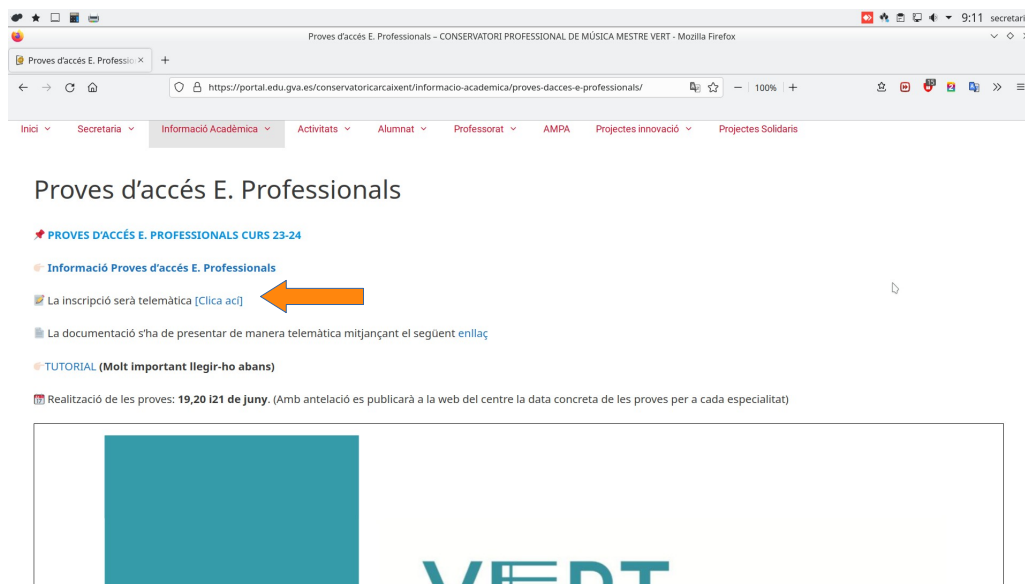 9:11 secretari
Proves d'accés E. Professionals – CONSERVATORI PROFESSIONAL DE MÚSICA MESTRE VERT - Mozilla Firefox
Proves d'accés E. Professio × +
https://portal.edu.gva.es/conservatoricarcaixent/informacio-academica/proves-dacces-e-professionals/ — 100% + 15
Inici Secretaria Informació Acadèmica Activitats Alumnat Professorat AMPA Projectes innovació Projectes Solidaris
Proves d'accés E. Professionals
PROVES D'ACCÉS E. PROFESSIONALS CURS 23-24
Informació Proves d'accés E. Professionals
La inscripció serà telemàtica [Clica ací]
La documentació s'ha de presentar de manera telemàtica mitjançant el següent enllaç
TUTORIAL (Molt important llegir-ho abans)
Realització de les proves: 19,20 i21 de juny. (Amb antelació es publicarà a la web del centre la data concreta de les proves per a cada especialitat)
VERT